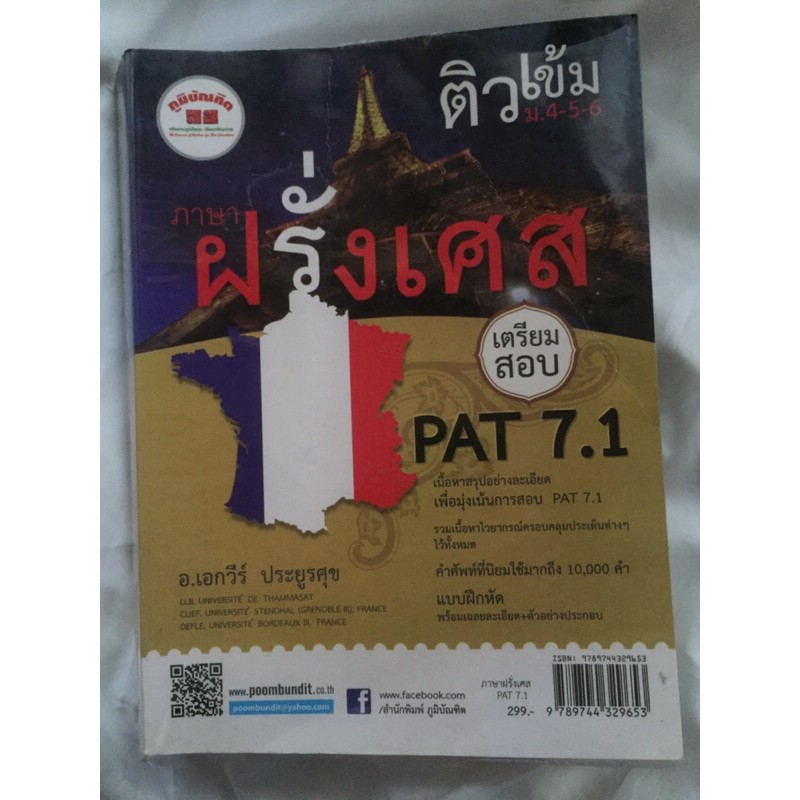 ติวเข้ม
ม.4-5-6
ภูมิบัณฑิต
ภาษา
ฝรั่งเศส
เตรียม
สอบ
PAT 7.1
เนื้อหาสรุปอย่างละเอียด
เพื่อมุ่งเน้นการสอบ PAT 7.1
รวมเนื้อหาไวยากรณ์ครอบคลุมประเด็นต่างๆ
ไว้ทั้งหมด
คำศัพท์ที่นิยมใช้มากถึง 10,000 คำ
แบบฝึกหัด
พร้อมเฉลยละเอียด+ตัวอย่างประกอบ
อ.เอกวีร์ ประยูรศุข
LL.B. UNIVERSITÉ DE THAMMASAT
CUEF, UNIVERSITÉ STENDHAL (GRENOBLE III), FRANCE
DEFLE, UNIVERSITÉ BORDEAUX III, FRANCE
www.poombundit.co.th
poombundit@yahoo.com
www.facebook.com
/สำนักพิมพ์ ภูมิบัณฑิต
ภาษาฝรั่งเศส
PAT 7.1
299.-
ISBN: 9789744329653
9 789744 329653